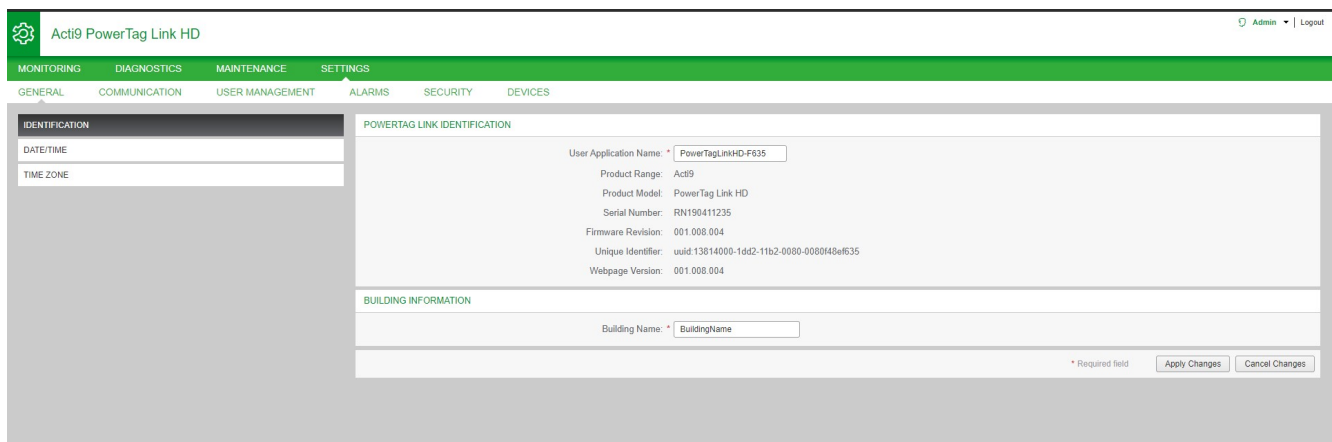 Admin | Logout
Acti9 PowerTag Link HD
MONITORING DIAGNOSTICS MAINTENANCE SETTINGS
GENERAL COMMUNICATION USER MANAGEMENT ALARMS SECURITY DEVICES
IDENTIFICATION
DATE/TIME
TIME ZONE
POWERTAG LINK IDENTIFICATION
User Application Name: * PowerTagLinkHD-F635
Product Range: Acti9
Product Model: PowerTag Link HD
Serial Number: RN190411235
Firmware Revision: 001.008.004
Unique Identifier: uuid:13814000-1dd2-11b2-0080-0080f48ef635
Webpage Version: 001.008.004
BUILDING INFORMATION
Building Name: * BuildingName
* Required field Apply Changes Cancel Changes